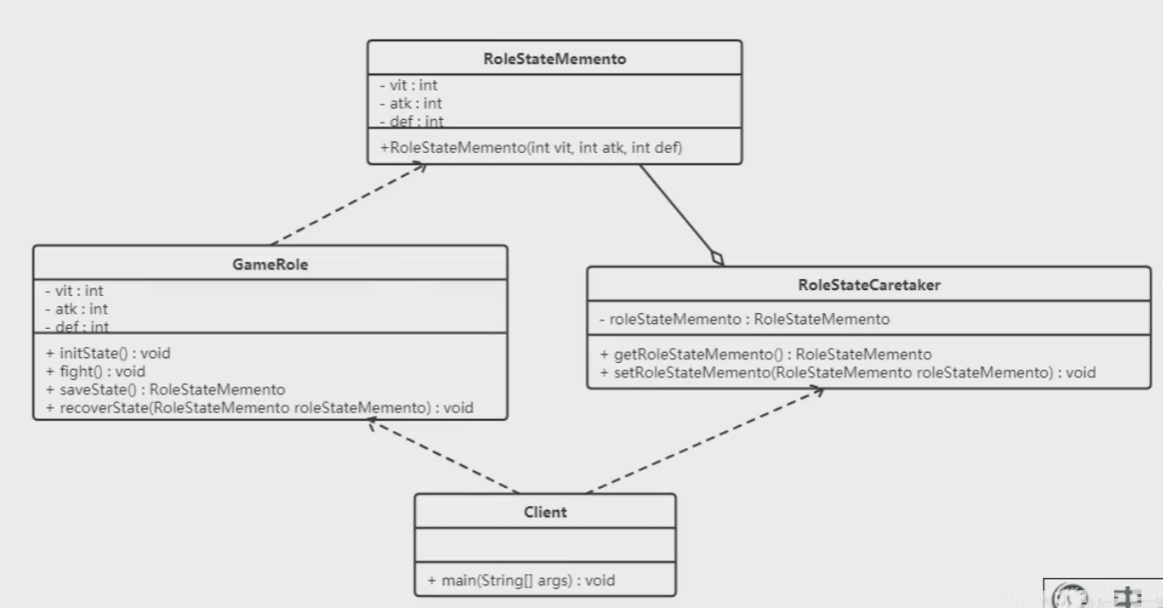 RoleStateMemento
- vit : int
- atk : int
- def : int
+RoleStateMemento(int vit, int atk, int def)
GameRole
- vit : int
- atk : int
- def : int
+ initState() : void
+ fight() : void
+ saveState() : RoleStateMemento
+ recoverState(RoleStateMemento roleStateMemento) : void
RoleStateCaretaker
- roleStateMemento : RoleStateMemento
+ getRoleStateMemento() : RoleStateMemento
+ setRoleStateMemento(RoleStateMemento roleStateMemento) : void
Client
+ main(String[] args) : void